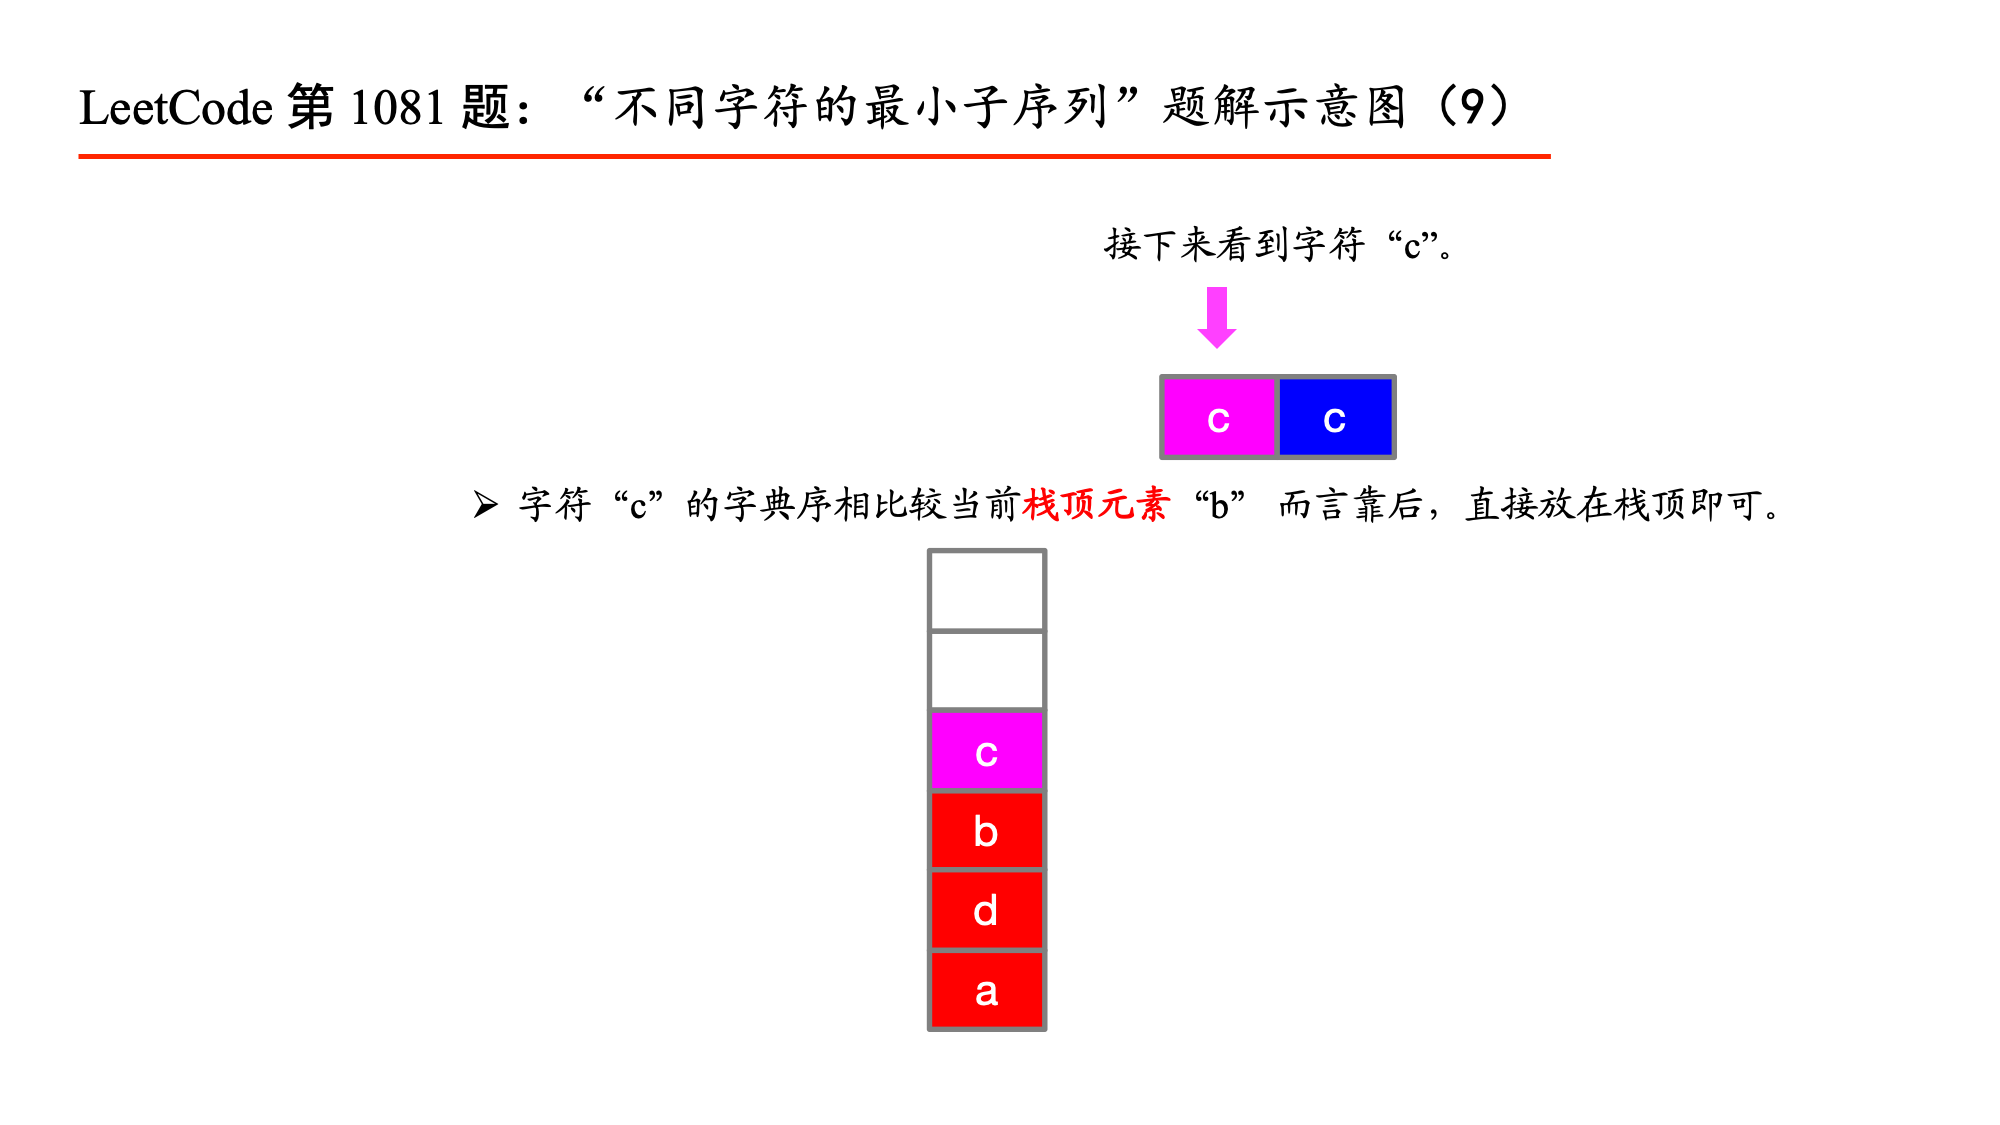 LeetCode 第 1081 题：“不同字符的最小子序列”题解示意图（9）
接下来看到字符“c”。
c c
➢ 字符“c”的字典序相比较当前栈顶元素“b” 而言靠后，直接放在栈顶即可。
c
b
d
a